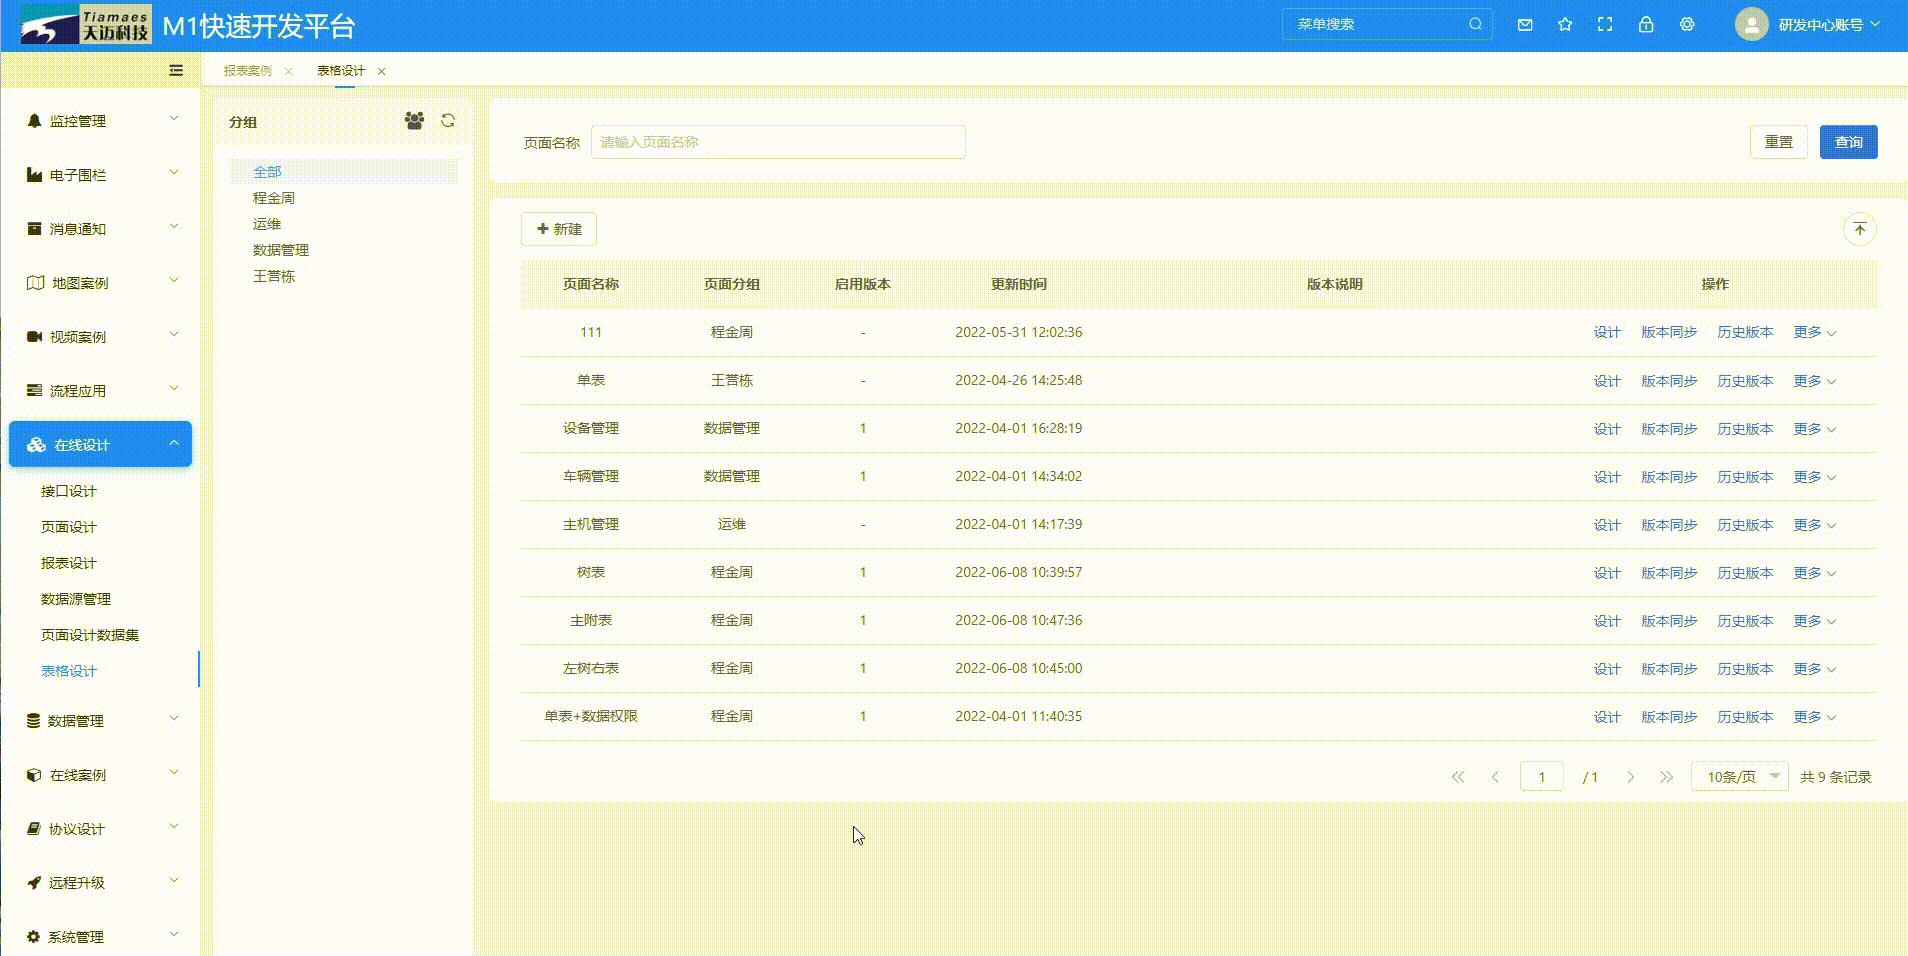 Tiamaes
天迈科技
M1快速开发平台
菜单搜索
研发中心账号
报表案例
表格设计
监控管理
电子围栏
消息通知
地图案例
视频案例
流程应用
在线设计
接口设计
页面设计
报表设计
数据源管理
页面设计数据集
表格设计
数据管理
在线案例
协议设计
远程升级
系统管理
分组
全部
程金周
运维
数据管理
王誉栋
页面名称 请输入页面名称 重置 查询
新建
页面名称 页面分组 启用版本 更新时间 版本说明 操作
111 程金周 - 2022-05-31 12:02:36 设计 版本同步 历史版本 更多
单表 王誉栋 - 2022-04-26 14:25:48 设计 版本同步 历史版本 更多
设备管理 数据管理 1 2022-04-01 16:28:19 设计 版本同步 历史版本 更多
车辆管理 数据管理 1 2022-04-01 14:34:02 设计 版本同步 历史版本 更多
主机管理 运维 - 2022-04-01 14:17:39 设计 版本同步 历史版本 更多
树表 程金周 1 2022-06-08 10:39:57 设计 版本同步 历史版本 更多
主附表 程金周 1 2022-06-08 10:47:36 设计 版本同步 历史版本 更多
左树右表 程金周 1 2022-06-08 10:45:00 设计 版本同步 历史版本 更多
单表+数据权限 程金周 1 2022-04-01 11:40:35 设计 版本同步 历史版本 更多
1 / 1 10条/页 共 9 条记录